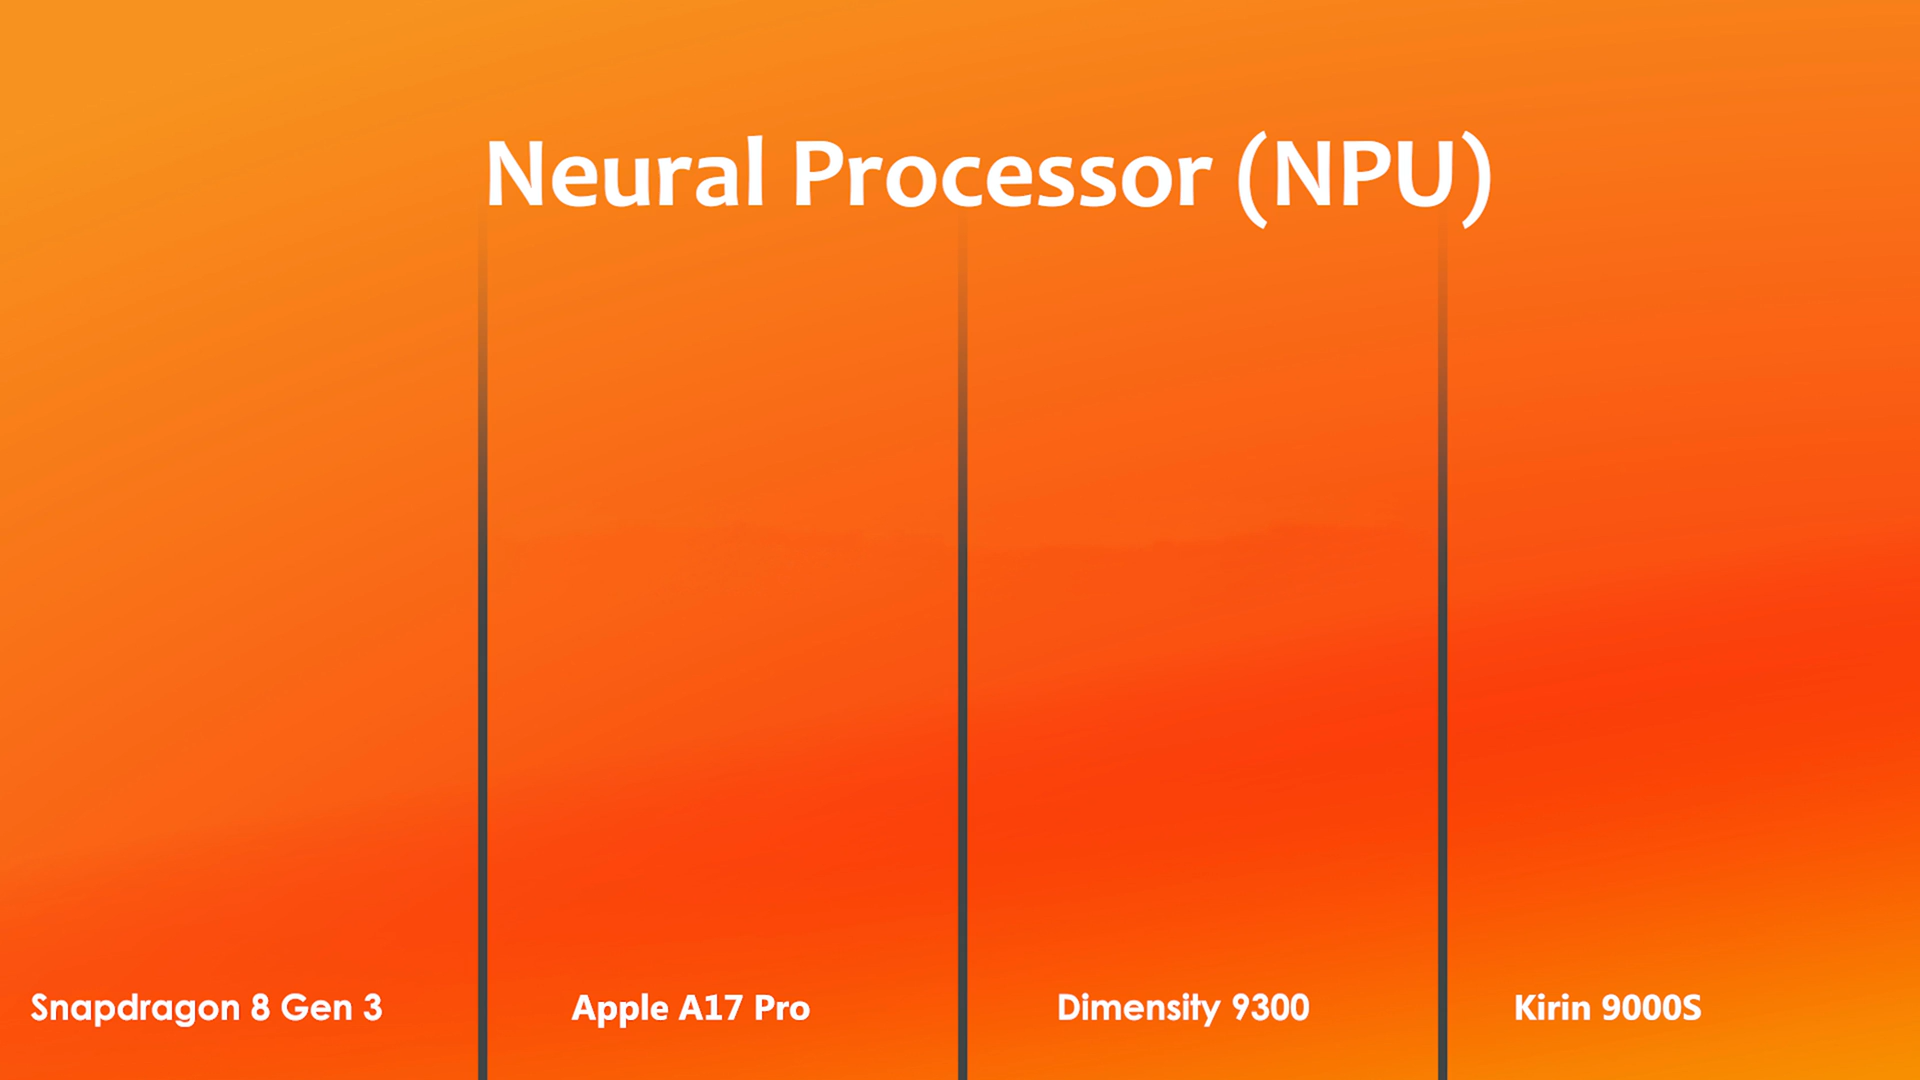 Neural Processor (NPU)
Snapdragon 8 Gen 3
Apple A17 Pro
Dimensity 9300
Kirin 9000S